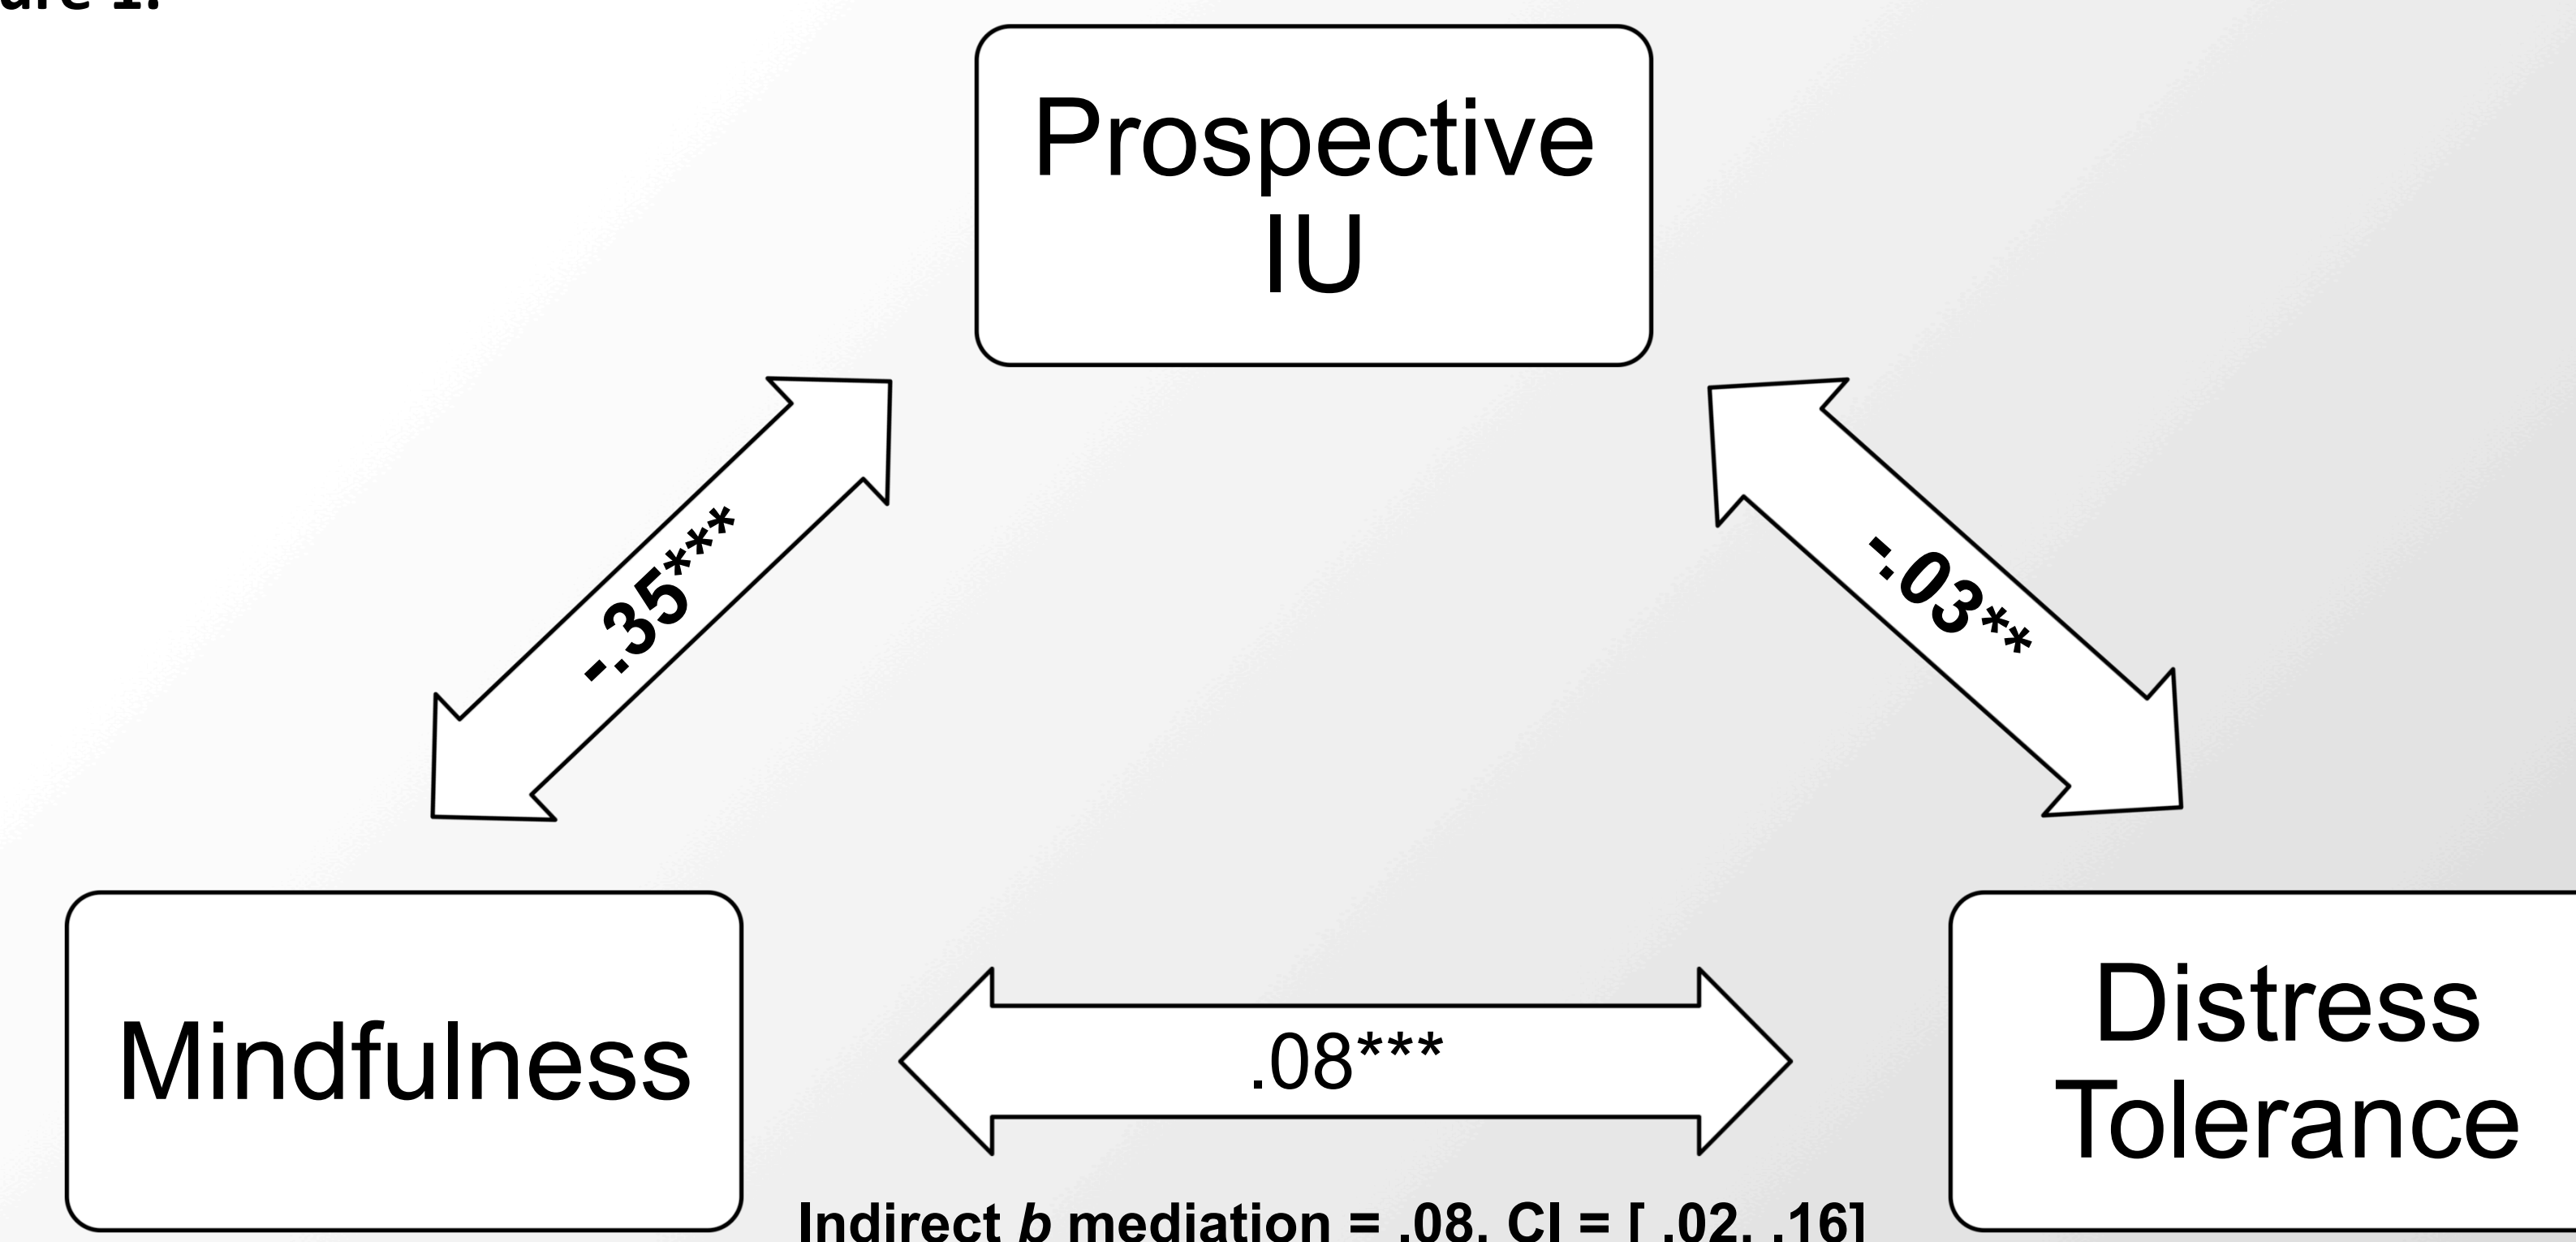 Prospective
IU
-.35***
-.03**
Mindfulness
.08***
Distress
Tolerance
Indirect b mediation = .08, CI = [ .02, .16]